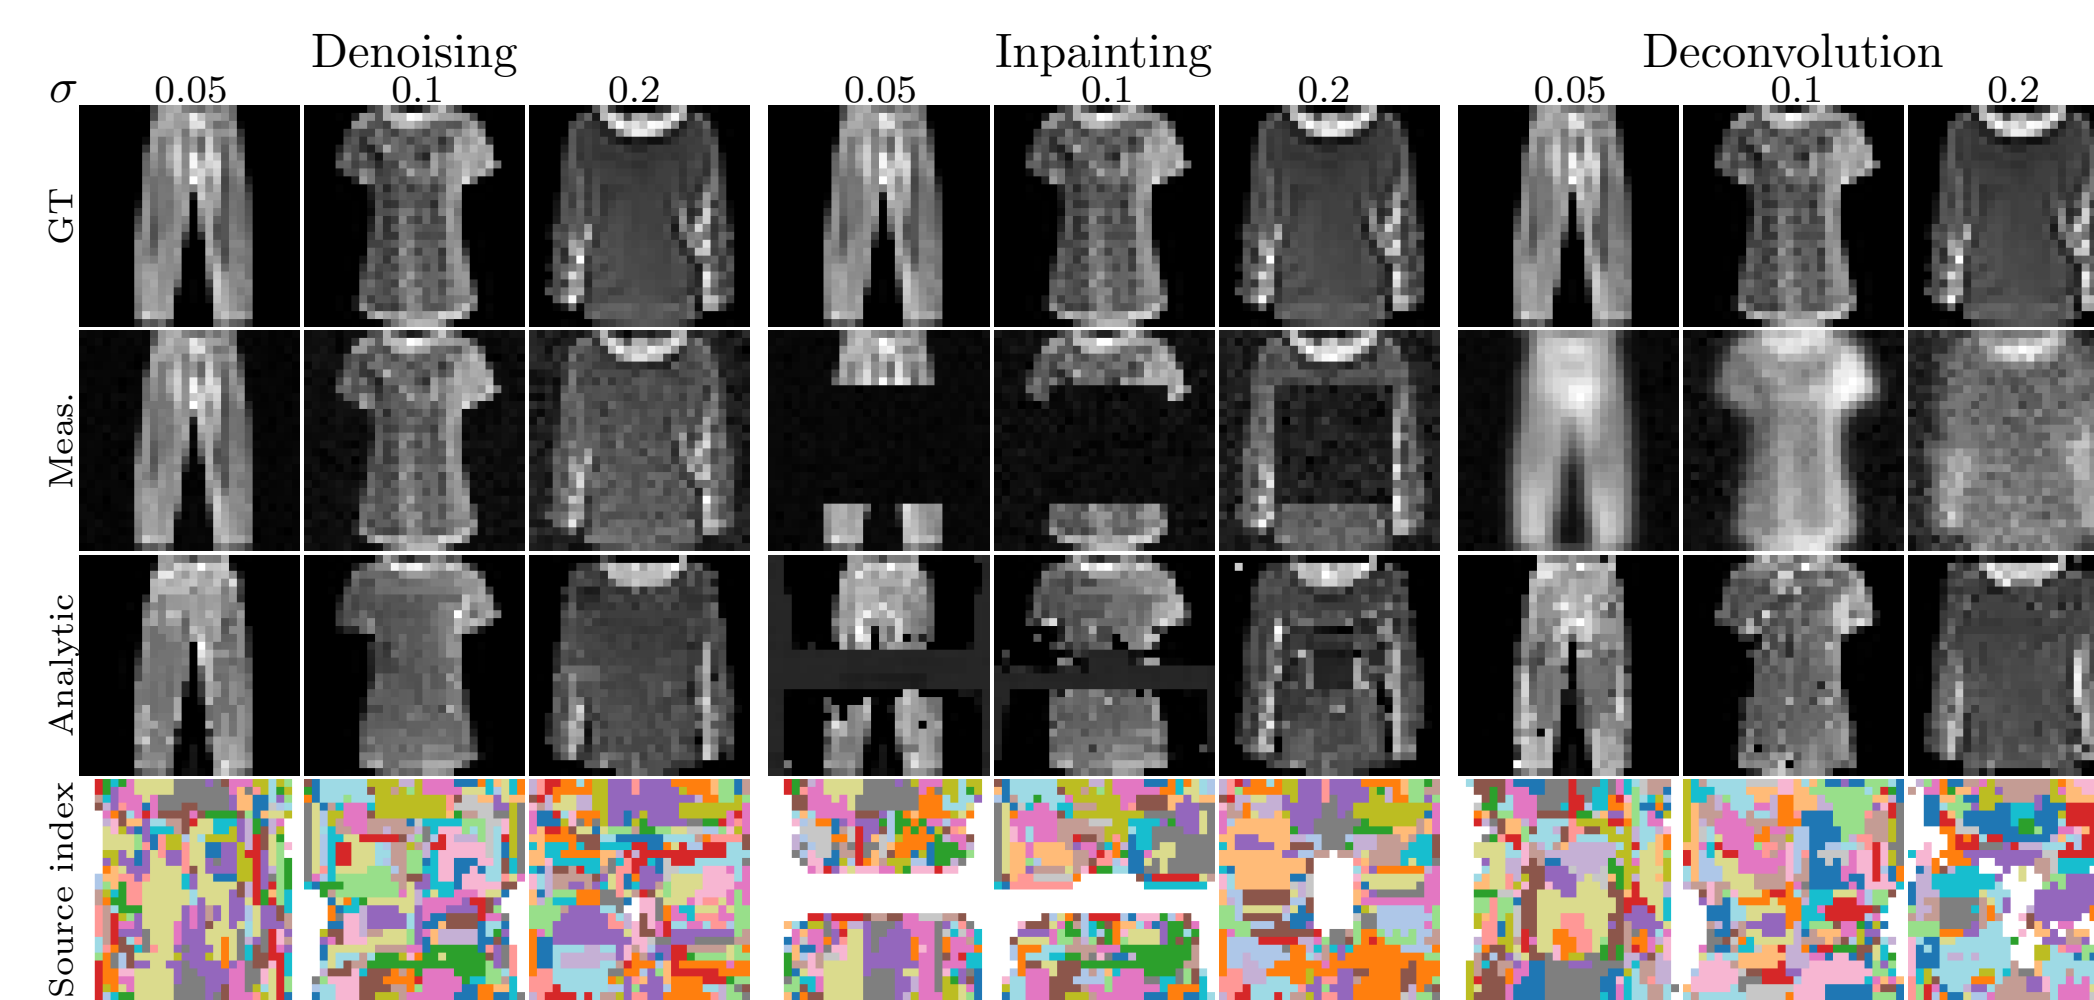 Denoising Inpainting Deconvolution
σ 0.05 0.1 0.2 0.05 0.1 0.2 0.05 0.1 0.2
GT
Meas.
Analytic
Source index